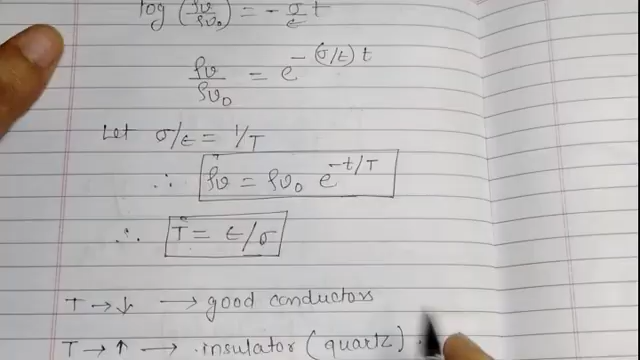 log (ρv/ρv₀) = - σ/ε t
ρv/ρv₀ = e^-(σ/ε) t
Let σ/ε = 1/T
∴ ρv = ρv₀ e^-t/T
∴ T = ε/σ
T → ↓ → good conductors
T → ↑ → insulator (quartz).